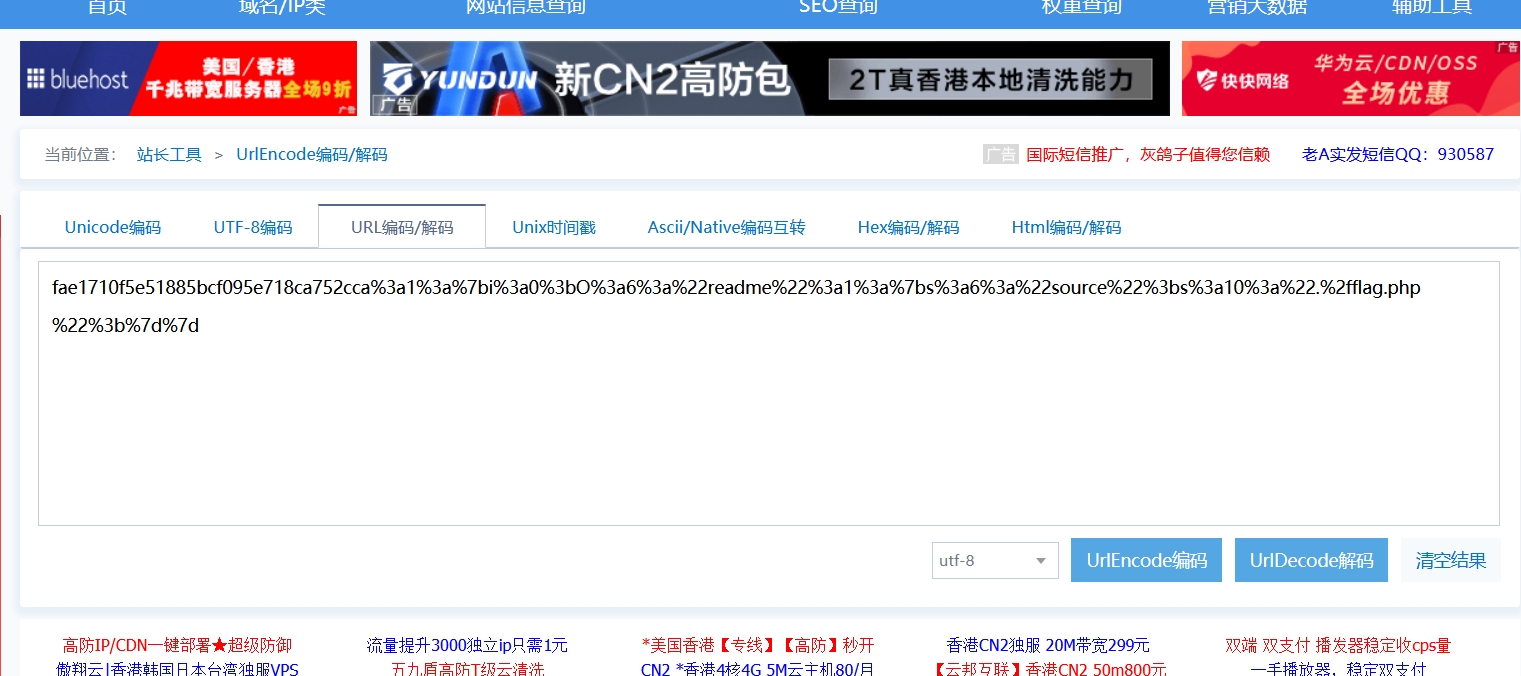 首页 域名/IP类 网站信息查询 SEO查询 权重查询 营销大数据 辅助工具
bluehost 美国/香港
千兆带宽服务器全场9折
广告
YUNDUN 新CN2高防包 2T真香港本地清洗能力
广告
广告
快快网络 华为云/CDN/OSS
全场优惠
当前位置： 站长工具 > UrlEncode编码/解码 广告 国际短信推广，灰鸽子值得您信赖 老A实发短信QQ：930587
Unicode编码 UTF-8编码 URL编码/解码 Unix时间戳 Ascii/Native编码互转 Hex编码/解码 Html编码/解码
fae1710f5e51885bcf095e718ca752cca%3a1%3a%7bi%3a0%3bO%3a6%3a%22readme%22%3a1%3a%7bs%3a6%3a%22source%22%3bs%3a10%3a%22.%2fflag.php
%22%3b%7d%7d
utf-8 UrlEncode编码 UrlDecode解码 清空结果
高防IP/CDN一键部署★超级防御 流量提升3000独立ip只需1元 *美国香港【专线】【高防】秒开 香港CN2独服 20M带宽299元 双端 双支付 播发器稳定收cps量
傲翔云|香港韩国日本台湾独服VPS 五九盾高防T级云清洗 CN2 *香港4核4G 5M云主机80/月 【云邦互联】香港CN2 50m800元 一手播放器，稳定双支付